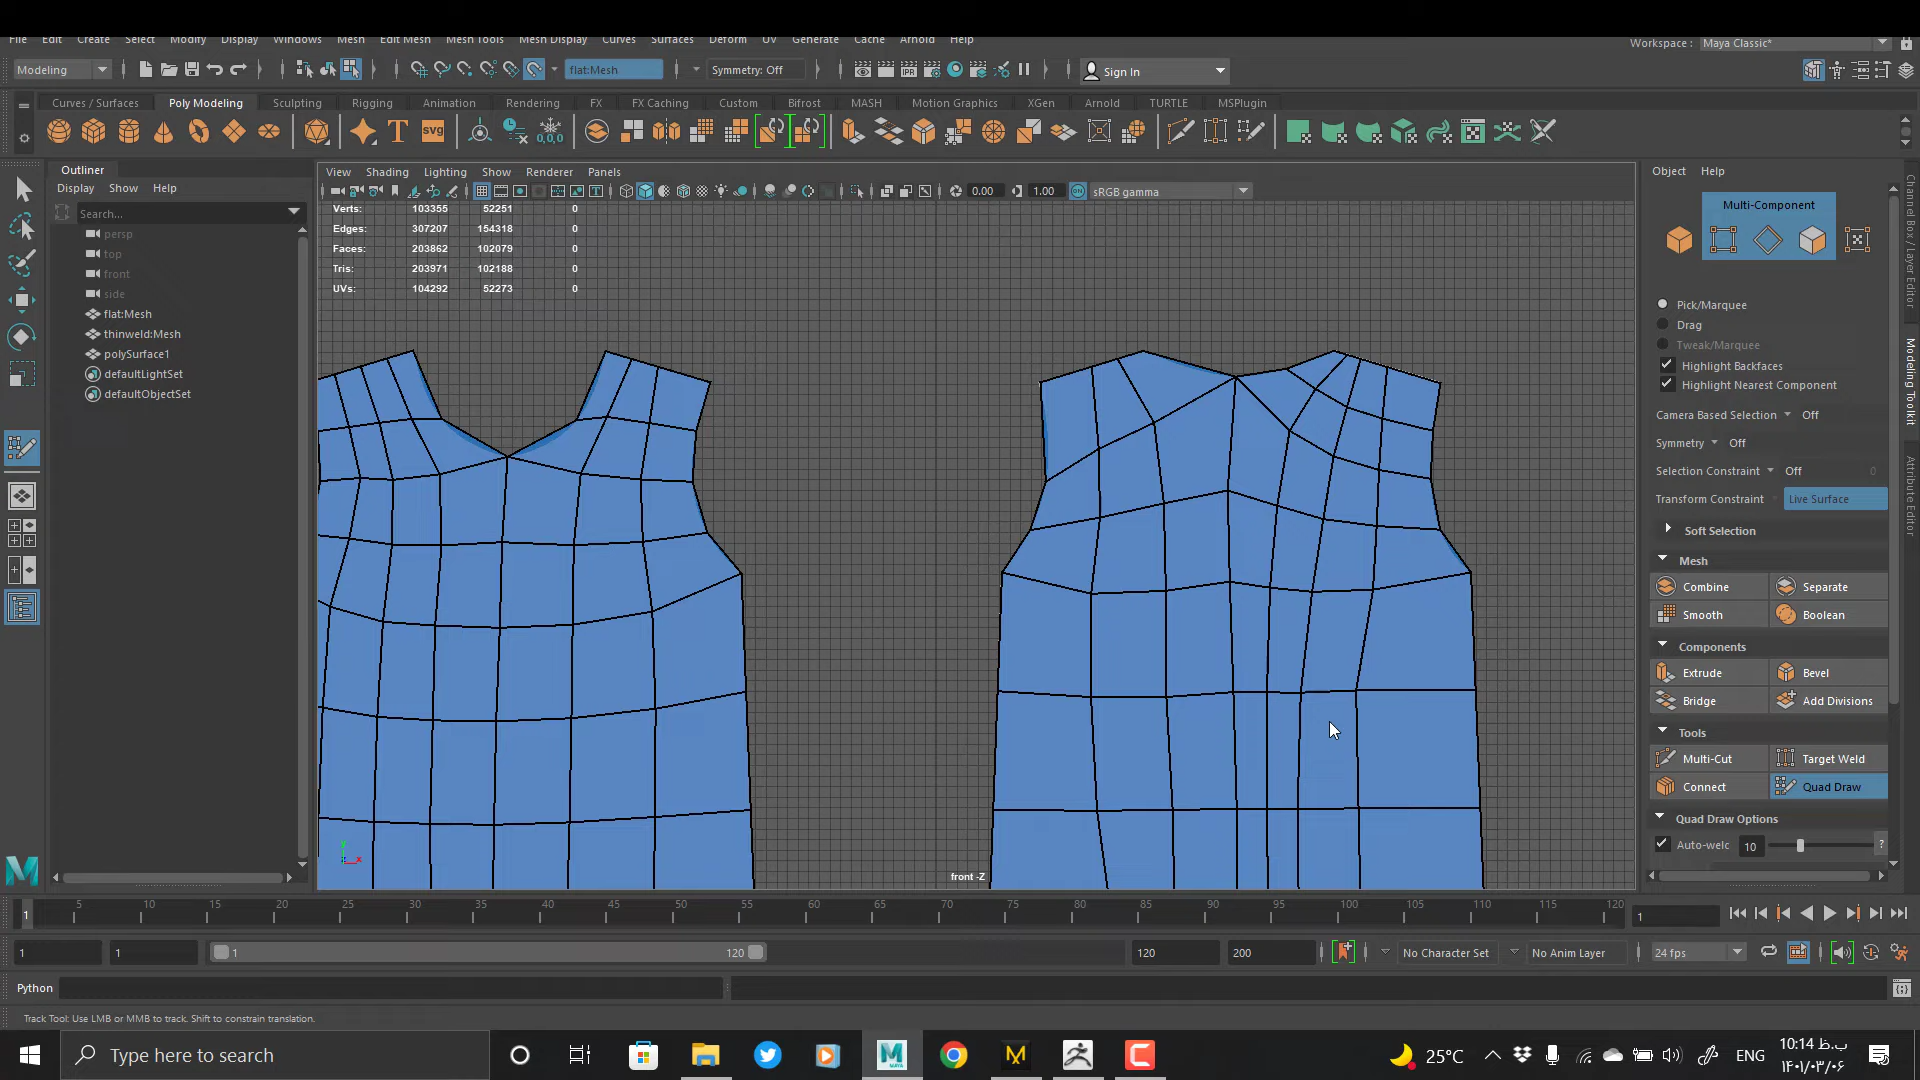 File Edit Create Select Modify Display Windows Mesh Edit Mesh Mesh Tools Mesh Display Curves Surfaces Deform UV Generate Cache Arnold Help
Workspace : Maya Classic*
Modeling flat:Mesh Symmetry: Off Sign In
Curves / Surfaces Poly Modeling Sculpting Rigging Animation Rendering FX FX Caching Custom Bifrost MASH Motion Graphics XGen Arnold TURTLE MSPlugin
T svg 0,0,0
Outliner
Display Show Help
Search...
persp
top
front
side
flat:Mesh
thinweld:Mesh
polySurface1
defaultLightSet
defaultObjectSet
View Shading Lighting Show Renderer Panels
0.00 1.00 ON sRGB gamma
Verts: 103355 52251 0
Edges: 307207 154318 0
Faces: 203862 102079 0
Tris: 203971 102188 0
UVs: 104292 52273 0
y
z x
front -Z
Object Help
Multi-Component
Pick/Marquee
Drag
Tweak/Marquee
Highlight Backfaces
Highlight Nearest Component
Camera Based Selection Off
Symmetry Off
Selection Constraint Off 0
Transform Constraint Live Surface
Soft Selection
Mesh
Combine Separate
Smooth Boolean
Components
Extrude Bevel
Bridge Add Divisions
Tools
Multi-Cut Target Weld
Connect Quad Draw
Quad Draw Options
Auto-welc 10 ?
Channel Box / Layer Editor
Modeling Toolkit
Attribute Editor
1 5 10 15 20 25 30 35 40 45 50 55 60 65 70 75 80 85 90 95 100 105 110 115 120 1
1 1 1 120 120 200 No Character Set No Anim Layer 24 fps
Python
Track Tool: Use LMB or MMB to track. Shift to constrain translation.
Type here to search
25°C ENG
10:14 ب.ظ
۱۴۰۱/۰۳/۰۶